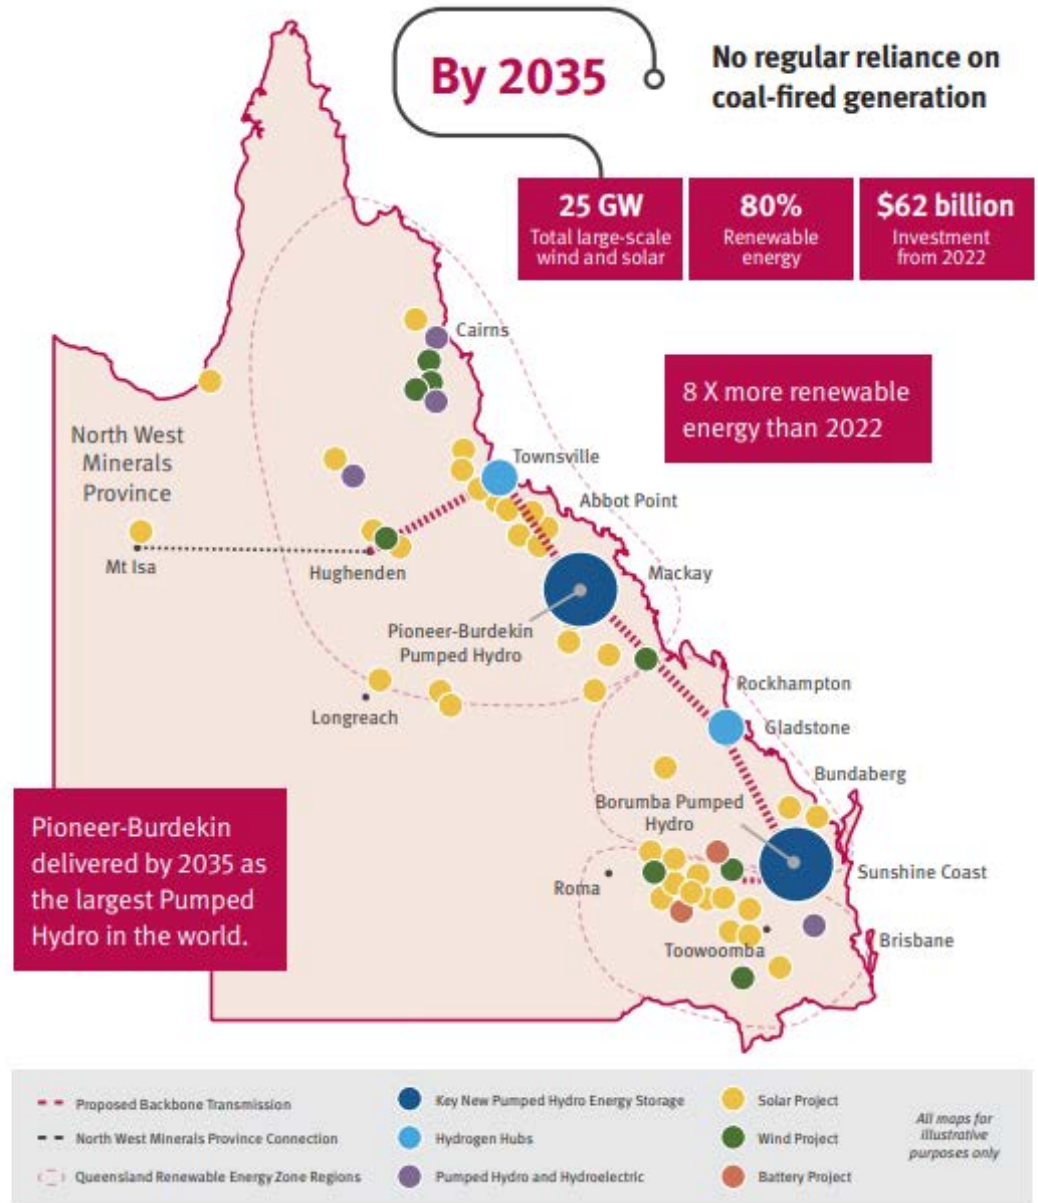 By 2035
No regular reliance on
coal-fired generation
25 GW
Total large-scale
wind and solar
80%
Renewable
energy
$62 billion
Investment
from 2022
Cairns
8 X more renewable
energy than 2022
North West
Minerals
Province
Townsville
Abbot Point
Mt Isa
Hughenden
Mackay
Pioneer-Burdekin
Pumped Hydro
Rockhampton
Longreach
Gladstone
Bundaberg
Borumba Pumped
Hydro
Pioneer-Burdekin
delivered by 2035 as
the largest Pumped
Hydro in the world.
Roma
Sunshine Coast
Toowoomba
Brisbane
Proposed Backbone Transmission
North West Minerals Province Connection
Queensland Renewable Energy Zone Regions
Key New Pumped Hydro Energy Storage
Hydrogen Hubs
Pumped Hydro and Hydroelectric
Solar Project
Wind Project
Battery Project
All maps for
illustrative
purposes only